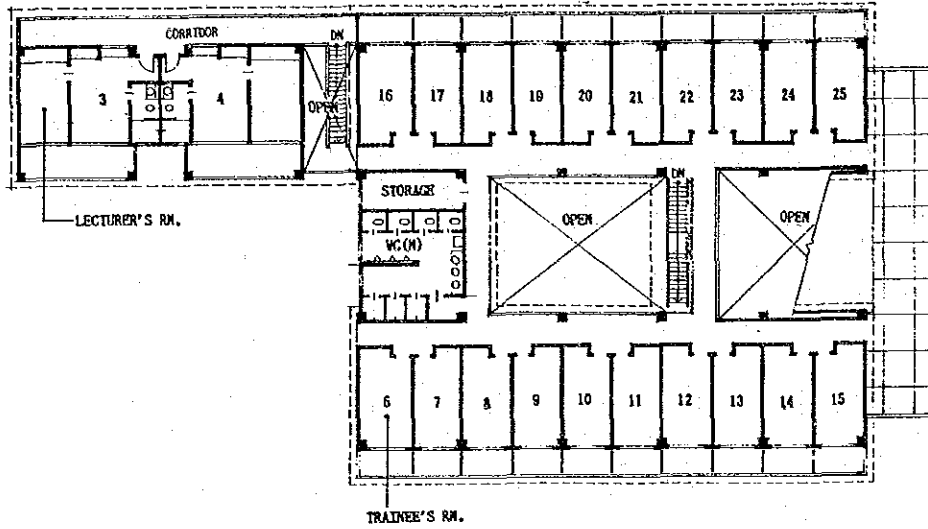 CORRIDOR
DN
3
4
OPEN
16
17
18
19
20
21
22
23
24
25
STORAGE
DN
LECTURER'S RM.
WC(M)
OPEN
OPEN
6
7
8
9
10
11
12
13
14
15
TRAINEE'S RM.